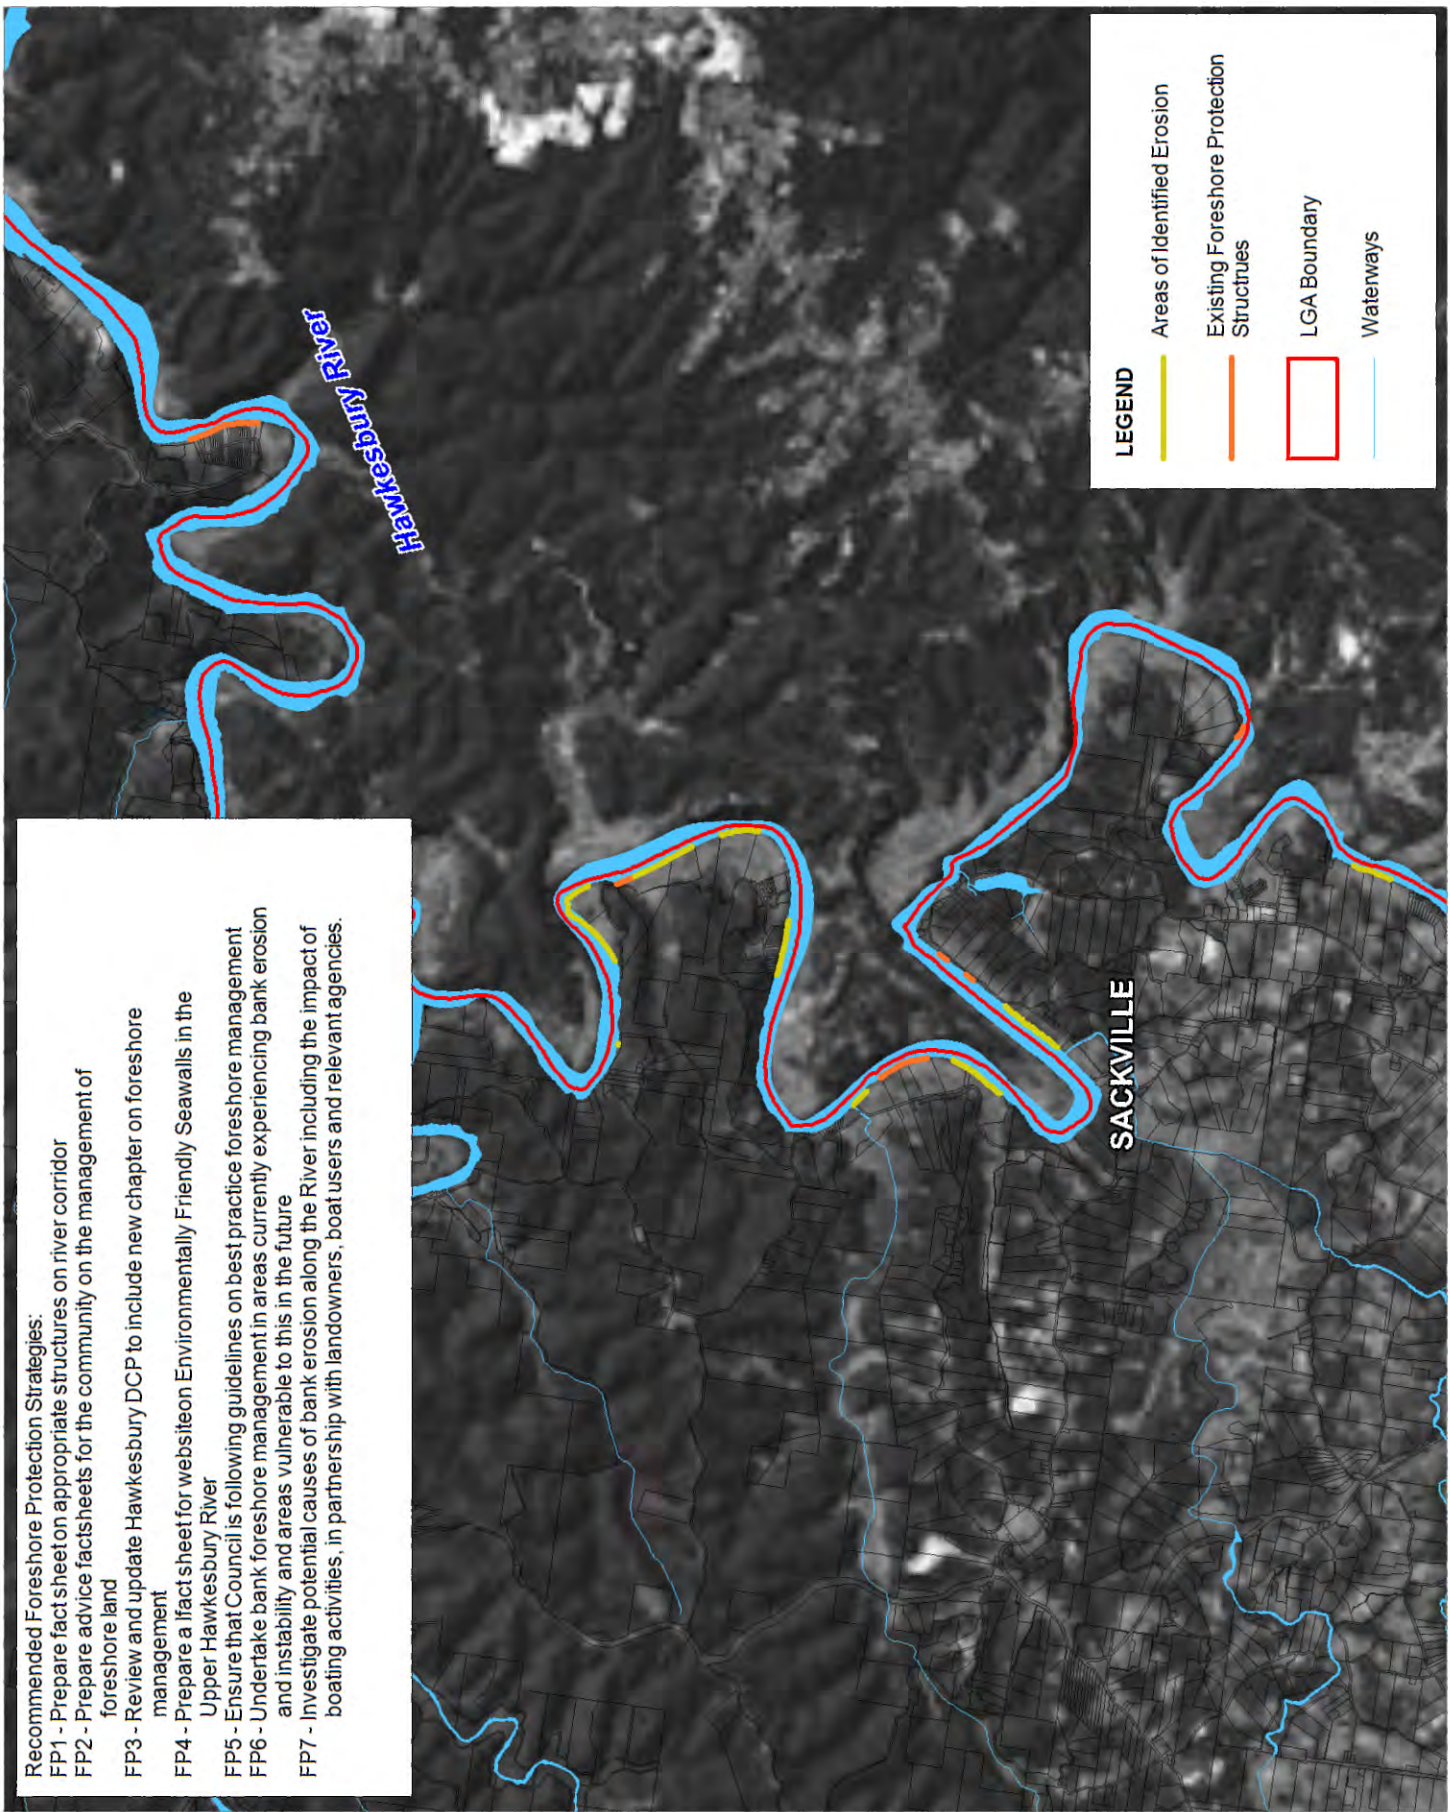 Recommended Foreshore Protection Strategies:
FP1 - Prepare fact sheet on appropriate structures on river corridor
FP2 - Prepare advice factsheets for the community on the management of
foreshore land
FP3 - Review and update Hawkesbury DCP to include new chapter on foreshore
management
FP4 - Prepare a lfact sheet for website on Environmentally Friendly Seawalls in the
Upper Hawkesbury River
FP5 - Ensure that Council is following guidelines on best practice foreshore management
FP6 - Undertake bank foreshore management in areas currently experiencing bank erosion
and instability and areas vulnerable to this in the future
FP7 - Investigate potential causes of bank erosion along the River including the impact of
boating activities, in partnership with landowners, boat users and relevant agencies.
Hawkesbury River
SACKVILLE
LEGEND
Areas of Identified Erosion
Existing Foreshore Protection
Structrues
LGA Boundary
Waterways